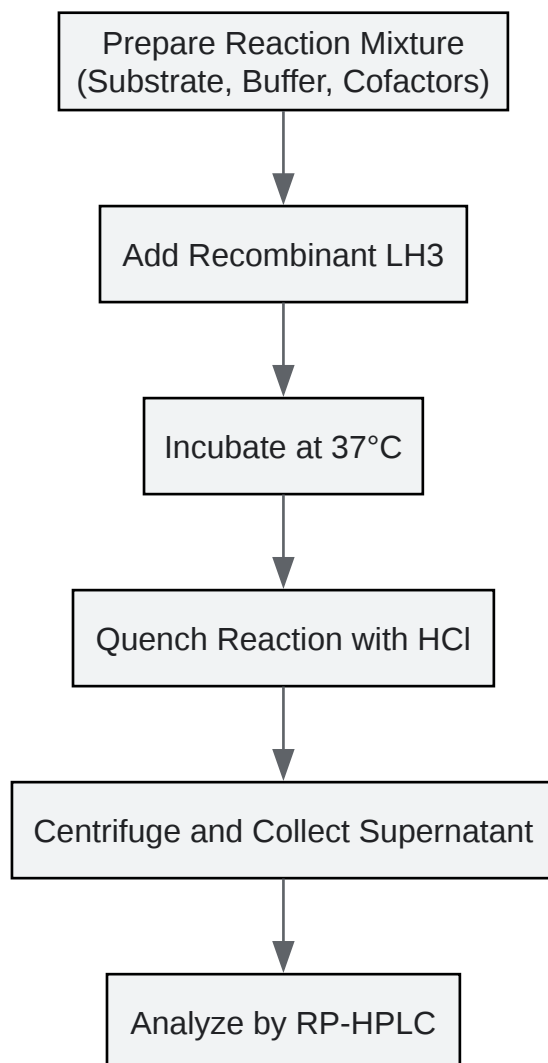 Prepare Reaction Mixture
(Substrate, Buffer, Cofactors)
Add Recombinant LH3
Incubate at 37°C
Quench Reaction with HCl
Centrifuge and Collect Supernatant
Analyze by RP-HPLC